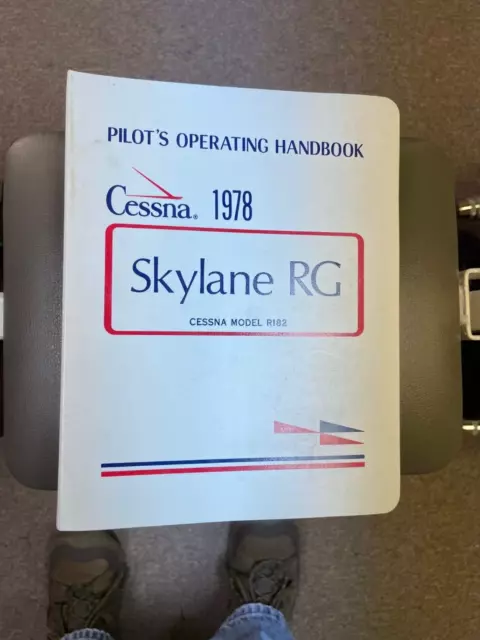 PILOT'S OPERATING HANDBOOK
Cessna® 1978
Skylane RG
CESSNA MODEL R182